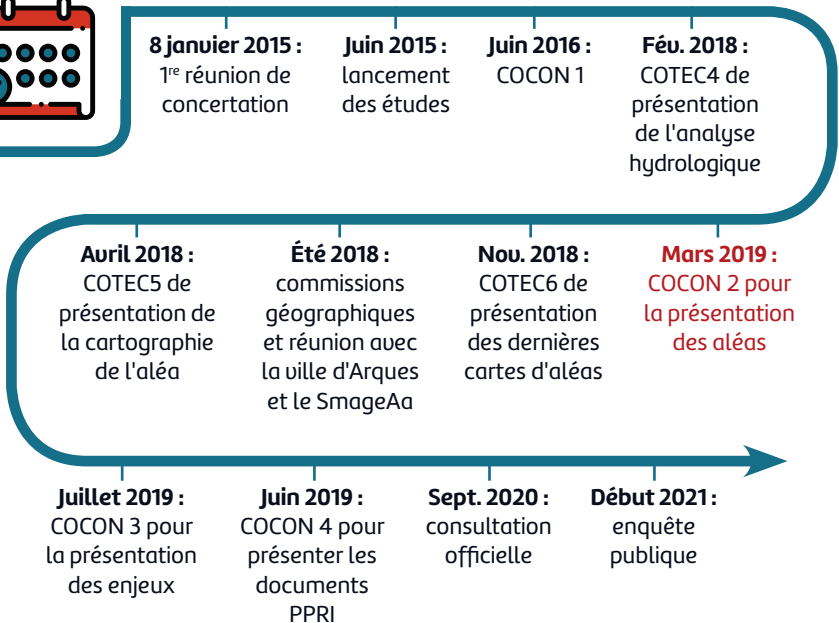 8 janvier 2015 :
1re réunion de
concertation
Juin 2015 :
lancement
des études
Juin 2016 :
COCON 1
Fév. 2018 :
COTEC4 de
présentation
de l'analyse
hydrologique
Avril 2018 :
COTEC5 de
présentation de
la cartographie
de l'aléa
Été 2018 :
commissions
géographiques
et réunion avec
la ville d'Arques
et le SmageAa
Nov. 2018 :
COTEC6 de
présentation
des dernières
cartes d'aléas
Mars 2019 :
COCON 2 pour
la présentation
des aléas
Juillet 2019 :
COCON 3 pour
la présentation
des enjeux
Juin 2019 :
COCON 4 pour
présenter les
documents
PPRI
Sept. 2020 :
consultation
officielle
Début 2021 :
enquête
publique